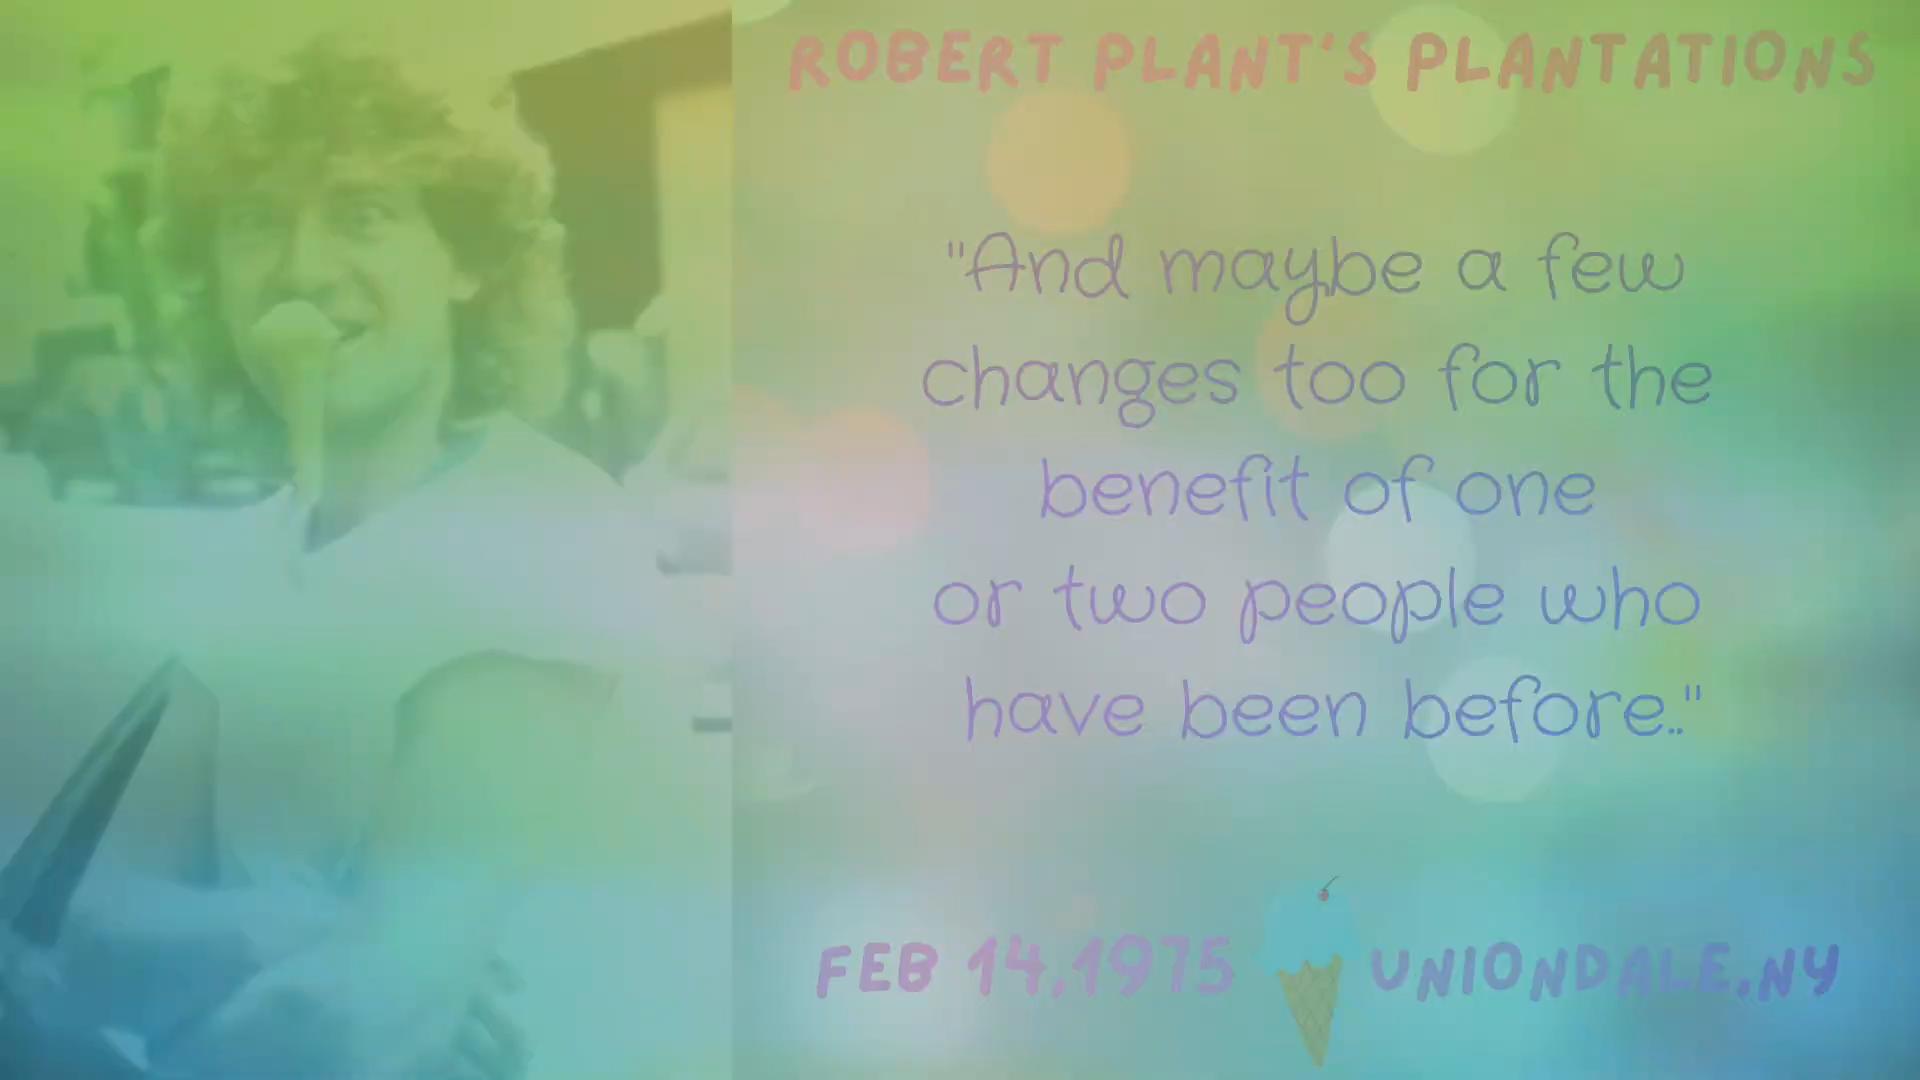 ROBERT PLANT'S PLANTATIONS
"And maybe a few
changes too for the
benefit of one
or two people who
have been before.."
FEB 14,1975 UNIONDALE,NY